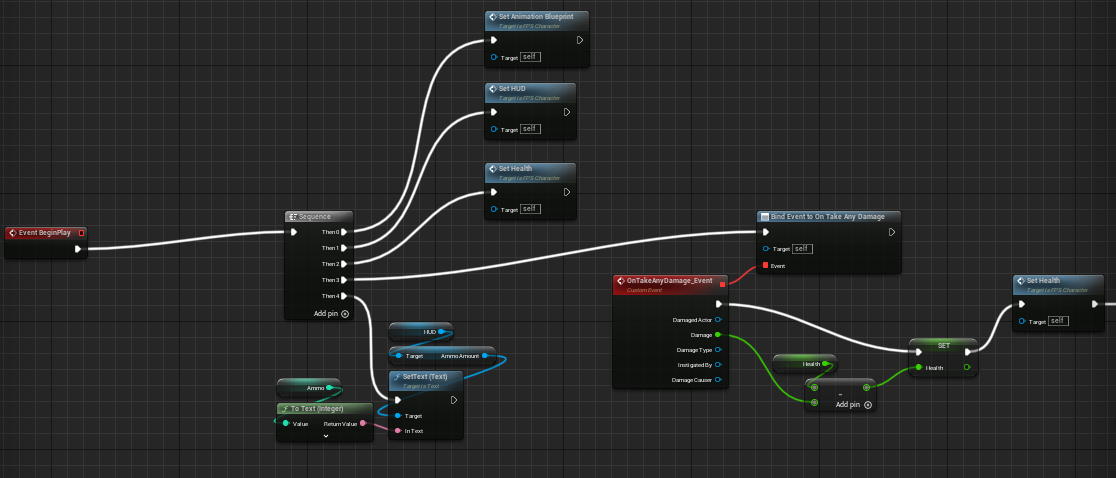 Set Animation Blueprint
Target is FPS Character
Target self
Set HUD
Target is FPS Character
Target self
Set Health
Target is FPS Character
Target self
Event BeginPlay
Sequence
Then 0
Then 1
Then 2
Then 3
Then 4
Add pin
Bind Event to On Take Any Damage
Target self
Event
OnTakeAnyDamage_Event
Custom Event
Damaged Actor
Damage
Damage Type
Instigated By
Damage Causer
Set Health
Target is FPS Character
Target self
HUD
Target Ammo Amount
SetText (Text)
Target is Text
Target
In Text
Ammo
To Text (Integer)
Value Return Value
Health
-
Add pin
SET
Health